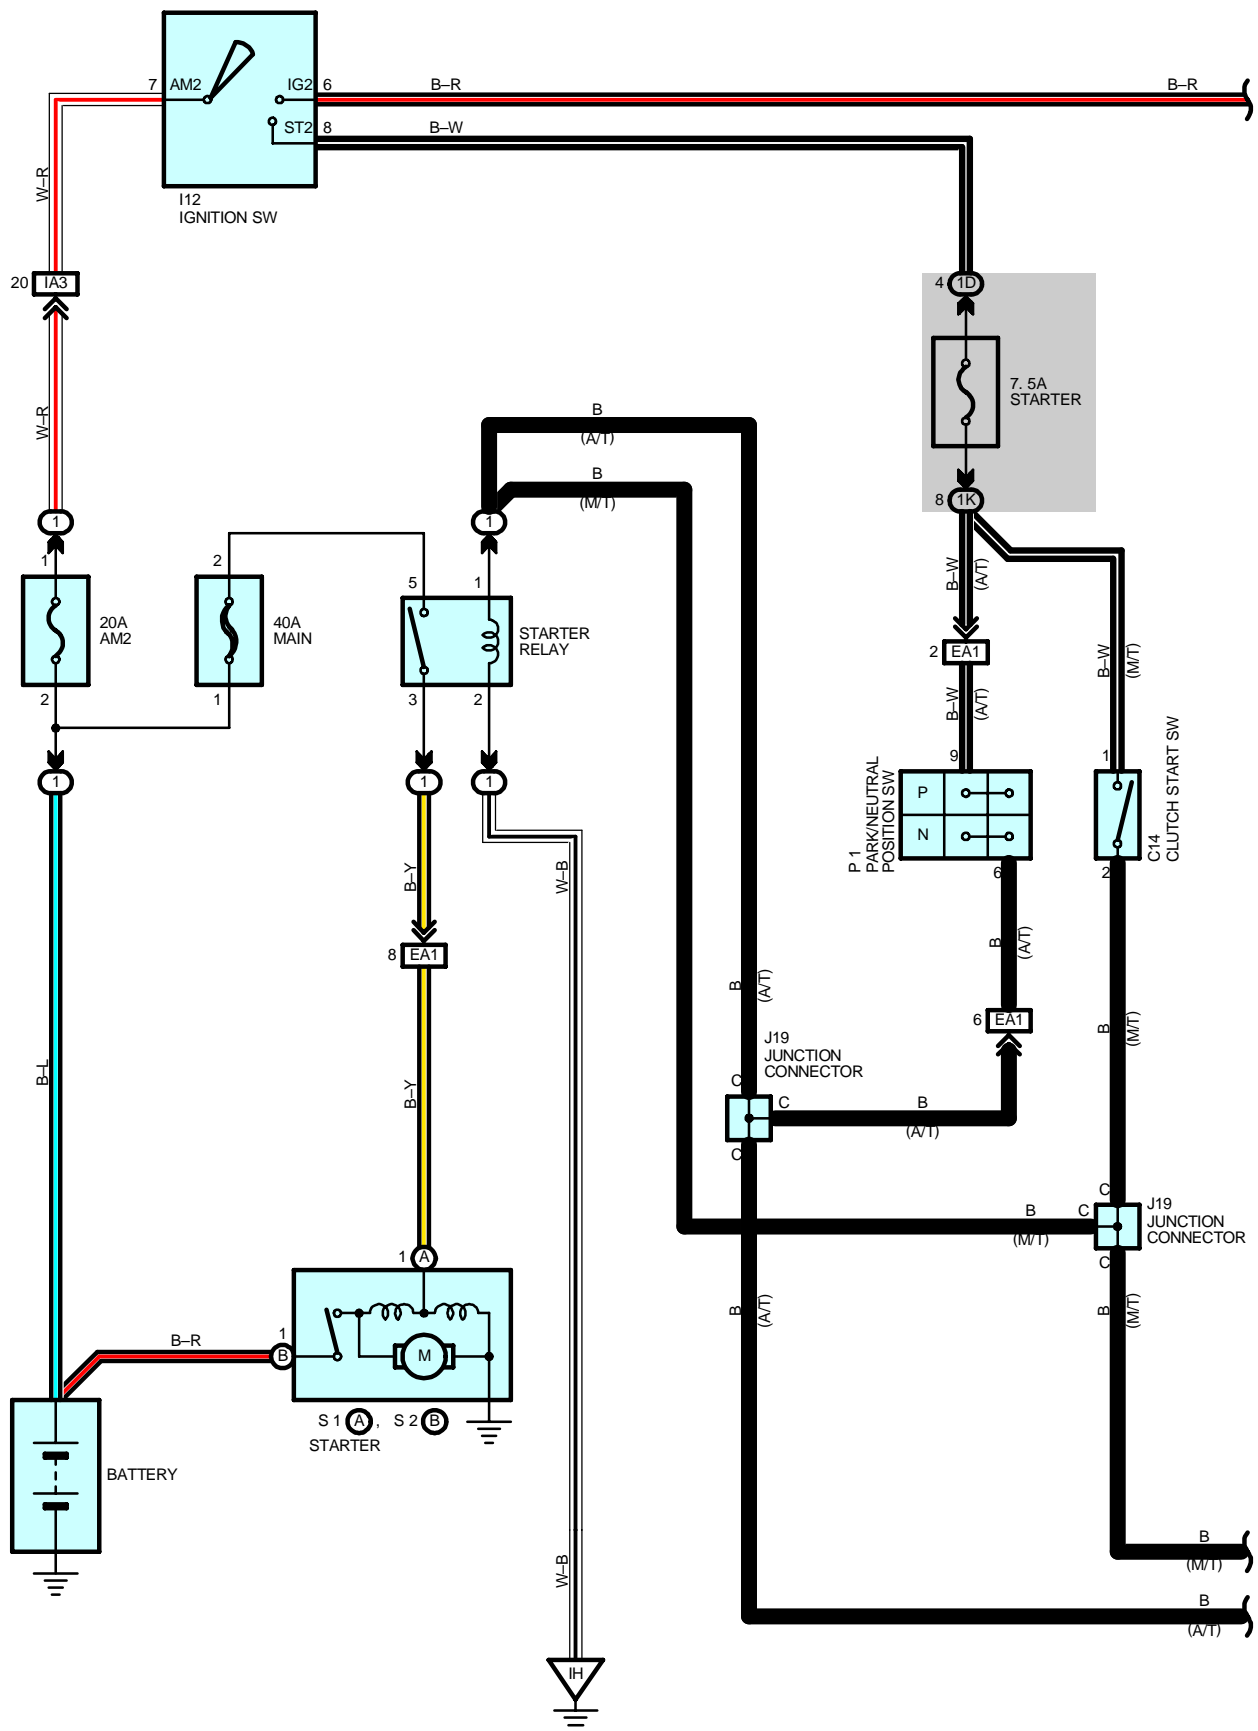 7 AM2 IG2 6 B–R B–R
ST2 8 B–W
I12
IGNITION SW
W–R
20 IA3
4 1D
7. 5A
STARTER
W–R
B
(A/T)
B
(M/T)
8 1K
1
1
1 2 5 1
B–W
(A/T)
20A
AM2
40A
MAIN
STARTER
RELAY
2 EA1
B–W
(M/T)
2 1 3 2
B–W
(A/T)
9 1
1 1 1
P 1
PARK/NEUTRAL
POSITION SW
P
N
C14
CLUTCH START SW
6 2
B–Y
W–B
8 EA1
B
(A/T)
B
(A/T)
6 EA1
B
(M/T)
J19
JUNCTION
CONNECTOR
B–L
B–Y
C
C B
(A/T)
C
C
J19
JUNCTION
CONNECTOR
B C
(M/T)
C
1 A
B
(A/T)
B
(M/T)
B–R 1
B
M
S 1 A , S 2 B
STARTER
BATTERY
B
(M/T)
W–B
B
(A/T)
IH